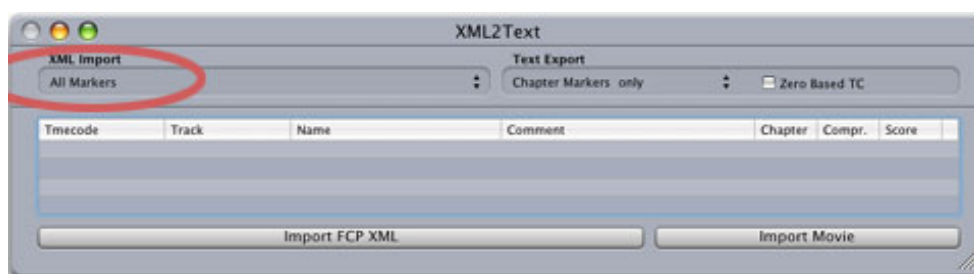 XML2Text
XML Import
Text Export
All Markers
Chapter Markers only
Zero Based TC
Tmecode Track Name Comment Chapter Compr. Score
Import FCP XML
Import Movie